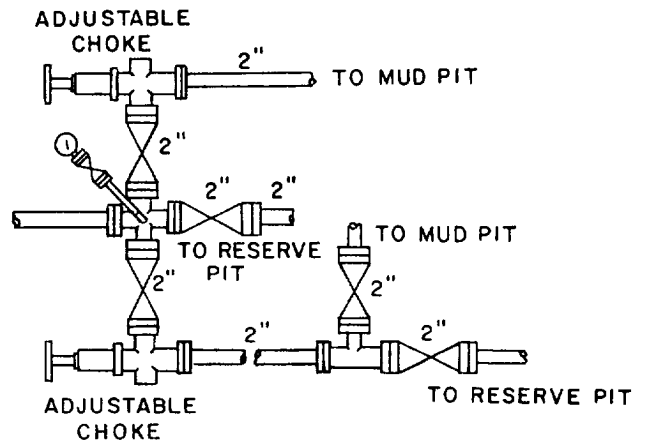 ADJUSTABLE
CHOKE
2"
TO MUD PIT
2"
1
2"
2"
TO RESERVE
PIT
TO MUD PIT
2"
2"
2"
2"
TO RESERVE PIT
ADJUSTABLE
CHOKE